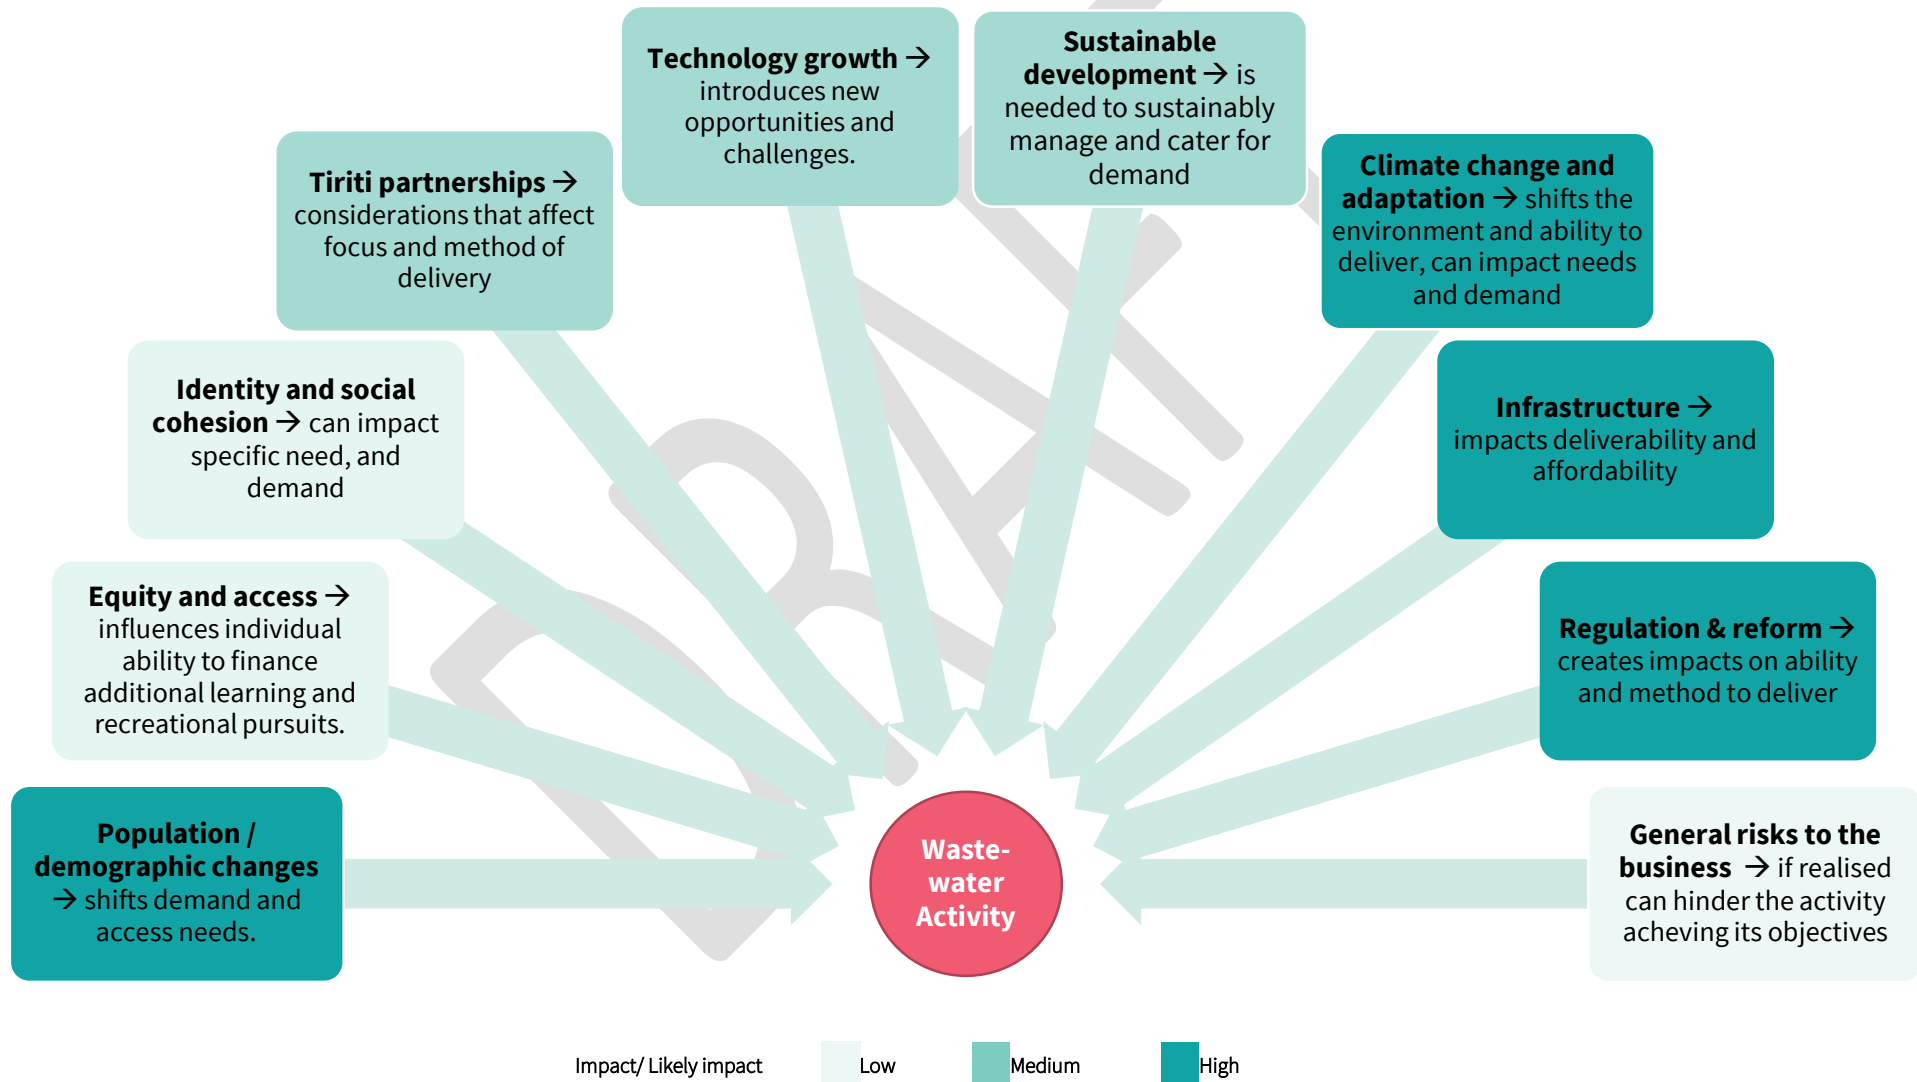 Technology growth →
introduces new
opportunities and
challenges.
Sustainable
development → is
needed to sustainably
manage and cater for
demand
Tiriti partnerships →
considerations that affect
focus and method of
delivery
Climate change and
adaptation → shifts the
environment and ability to
deliver, can impact needs
and demand
Identity and social
cohesion → can impact
specific need, and
demand
Infrastructure →
impacts deliverability and
affordability
Equity and access →
influences individual
ability to finance
additional learning and
recreational pursuits.
Regulation & reform →
creates impacts on ability
and method to deliver
Population /
demographic changes
→ shifts demand and
access needs.
General risks to the
business → if realised
can hinder the activity
acheving its objectives
Waste-
water
Activity
DRAFT
Impact/ Likely impact
Low
Medium
High